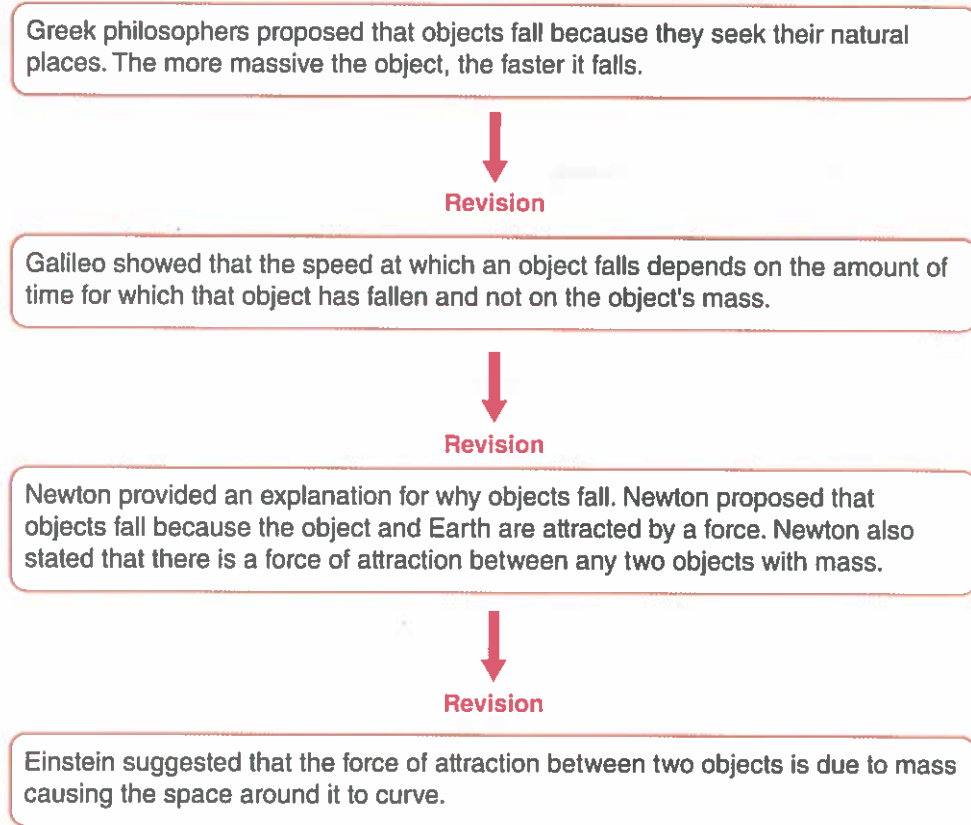 Greek philosophers proposed that objects fall because they seek their natural
places. The more massive the object, the faster it falls.
Revision
Galileo showed that the speed at which an object falls depends on the amount of
time for which that object has fallen and not on the object's mass.
Revision
Newton provided an explanation for why objects fall. Newton proposed that
objects fall because the object and Earth are attracted by a force. Newton also
stated that there is a force of attraction between any two objects with mass.
Revision
Einstein suggested that the force of attraction between two objects is due to mass
causing the space around it to curve.